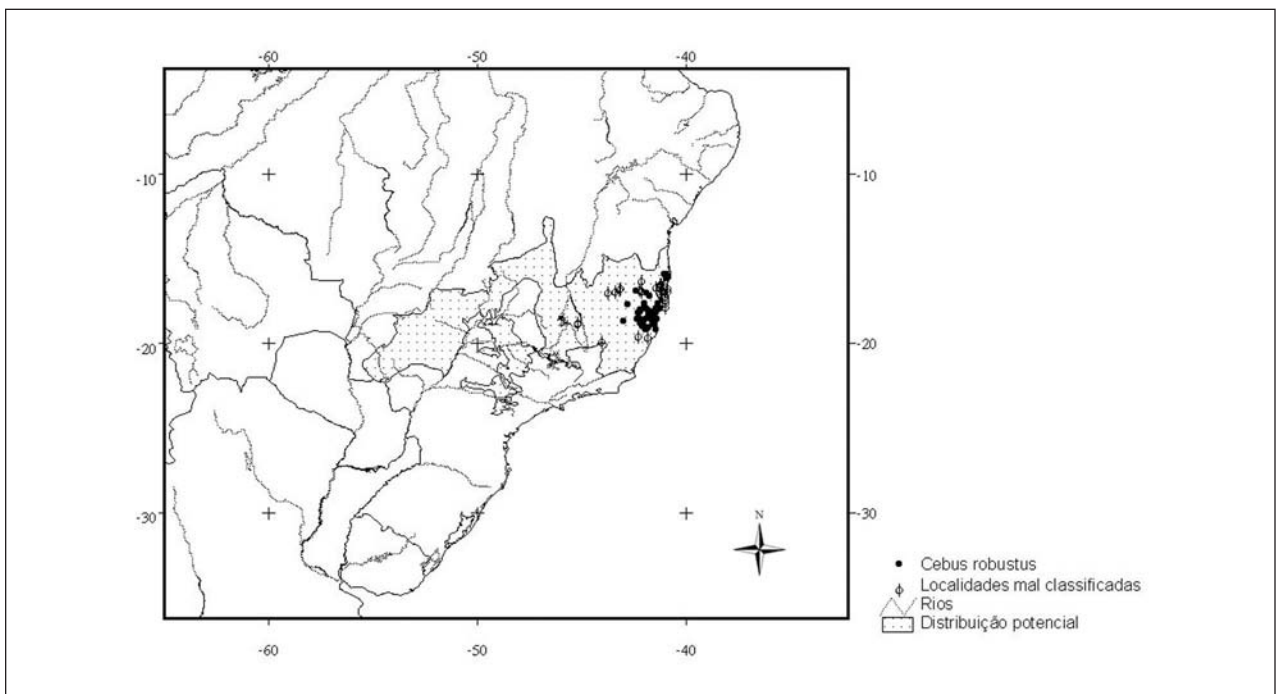 -60 -50 -40
-10 -10
-20 -20
-30 -30
N
-60 -50 -40
Cebus robustus
Localidades mal classificadas
Rios
Distribuição potencial